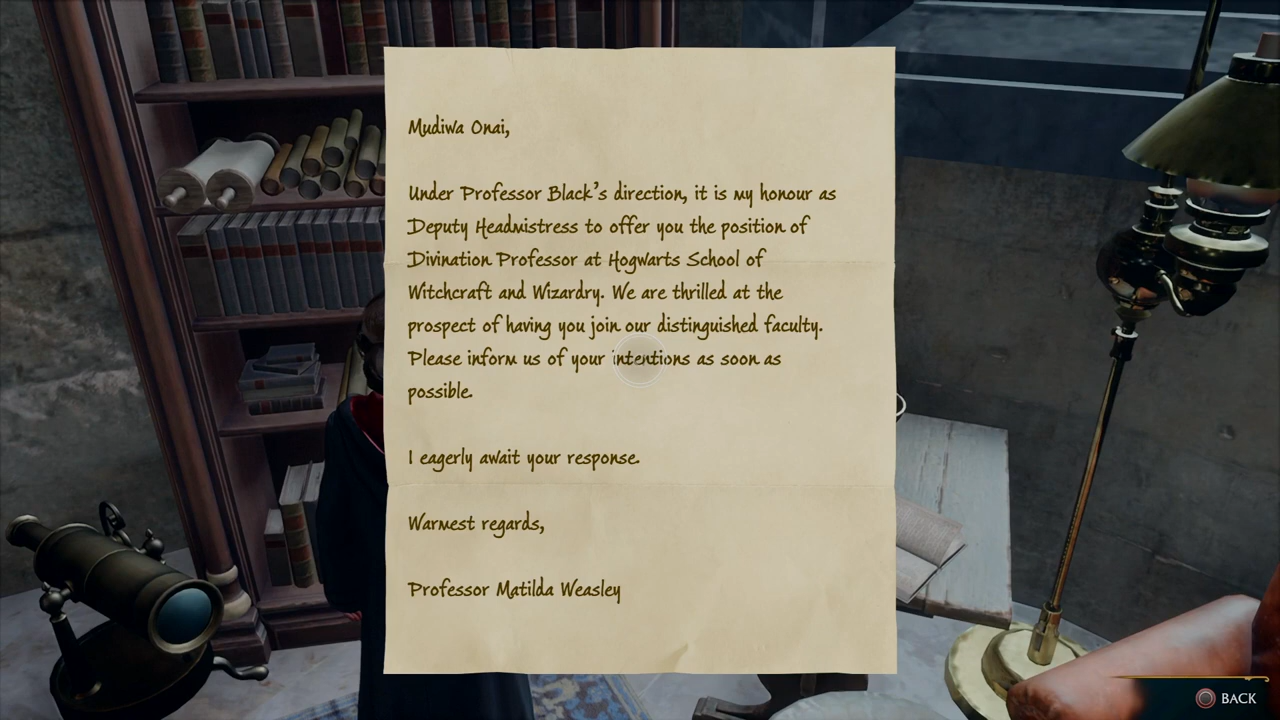 Mudiwa Onai,
Under Professor Black's direction, it is my honour as
Deputy Headmistress to offer you the position of
Divination Professor at Hogwarts School of
Witchcraft and Wizardry. We are thrilled at the
prospect of having you join our distinguished faculty.
Please inform us of your intentions as soon as
possible.
I eagerly await your response.
Warmest regards,
Professor Matilda Weasley
BACK